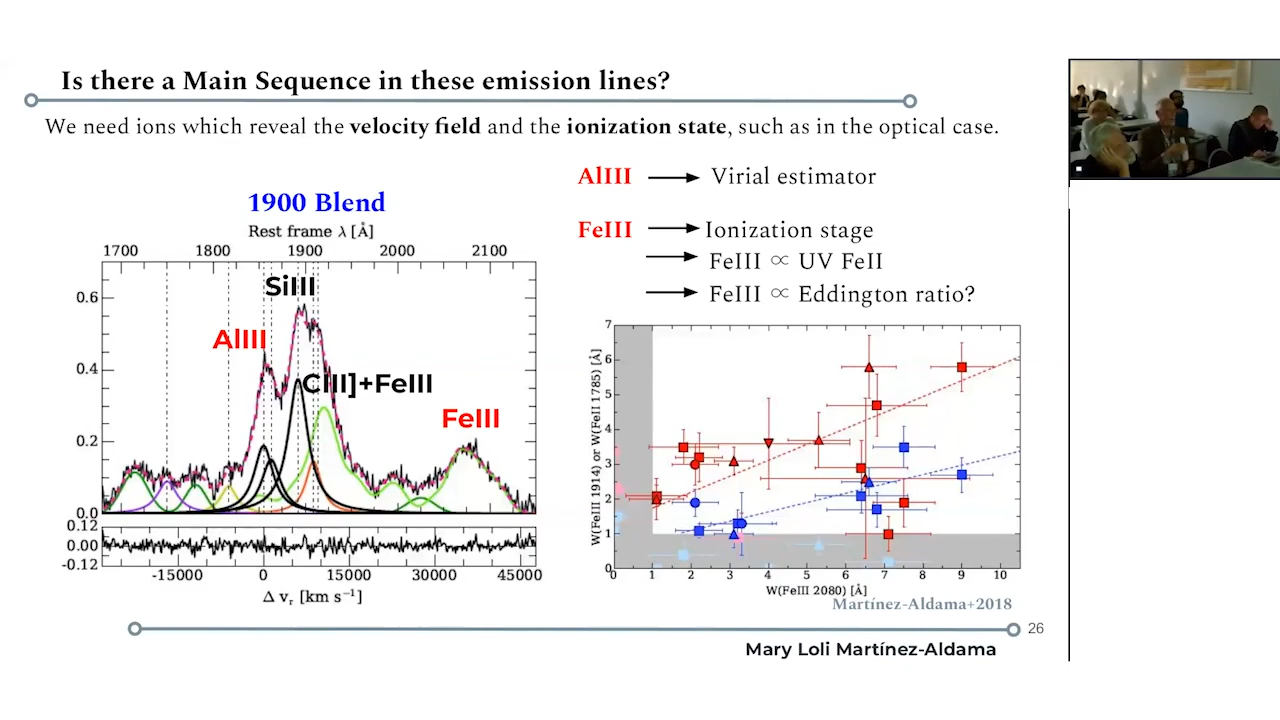 Is there a Main Sequence in these emission lines?
We need ions which reveal the velocity field and the ionization state, such as in the optical case.
AlIII → Virial estimator
FeIII → Ionization stage
→ FeIII ∝ UV FeII
→ FeIII ∝ Eddington ratio?
1900 Blend
Rest frame λ [Å]
1700 1800 1900 2000 2100
SiIII
AlIII
CIII]+FeIII
FeIII
0.6
0.4
0.2
0.0
0.12
0.00
-0.12
-15000 0 15000 30000 45000
Δ vr [km s⁻¹]
W(FeIII 1914) or W(FeII 1785) [Å]
7
6
5
4
3
2
1
0
0 1 2 3 4 5 6 7 8 9 10
W(FeIII 2080) [Å]
Martínez-Aldama+2018
26
Mary Loli Martínez-Aldama